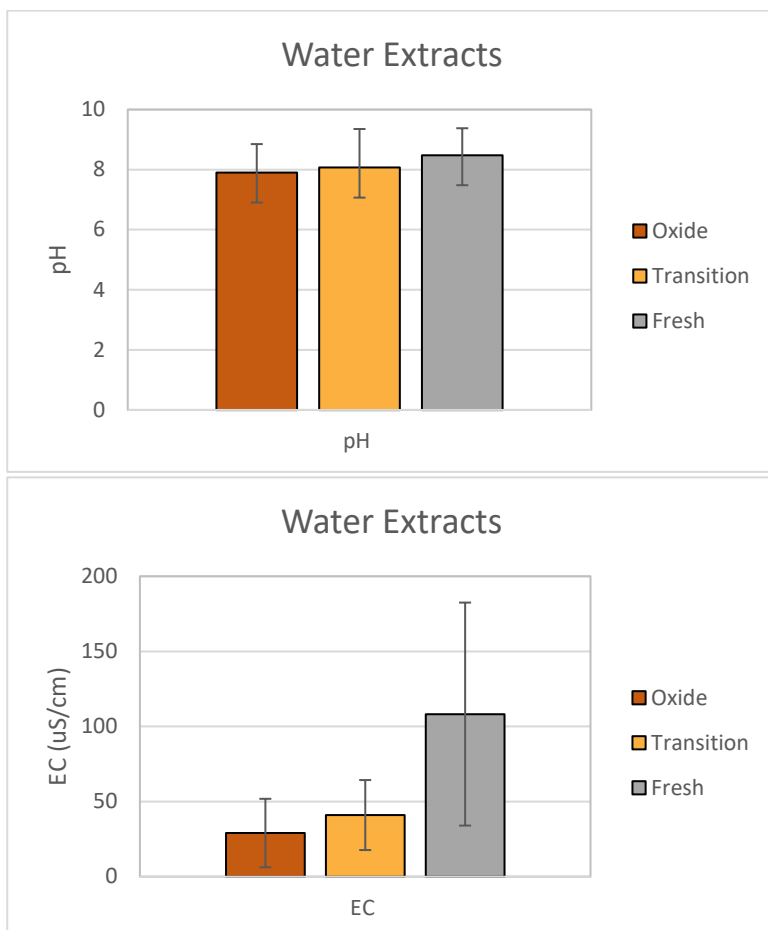 Water Extracts
10
8
6
4
2
0
pH
pH
Oxide
Transition
Fresh
Water Extracts
200
150
100
50
0
EC (uS/cm)
EC
Oxide
Transition
Fresh